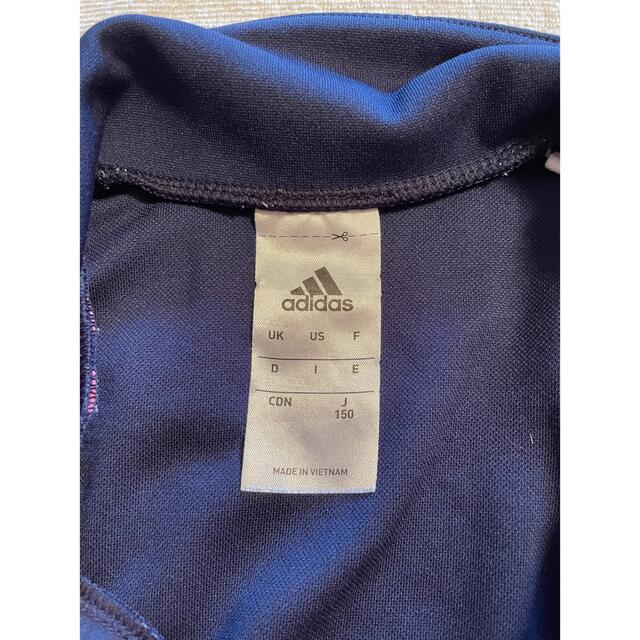 adidas
UK US F
D I E
CDN J
150
MADE IN VIETNAM